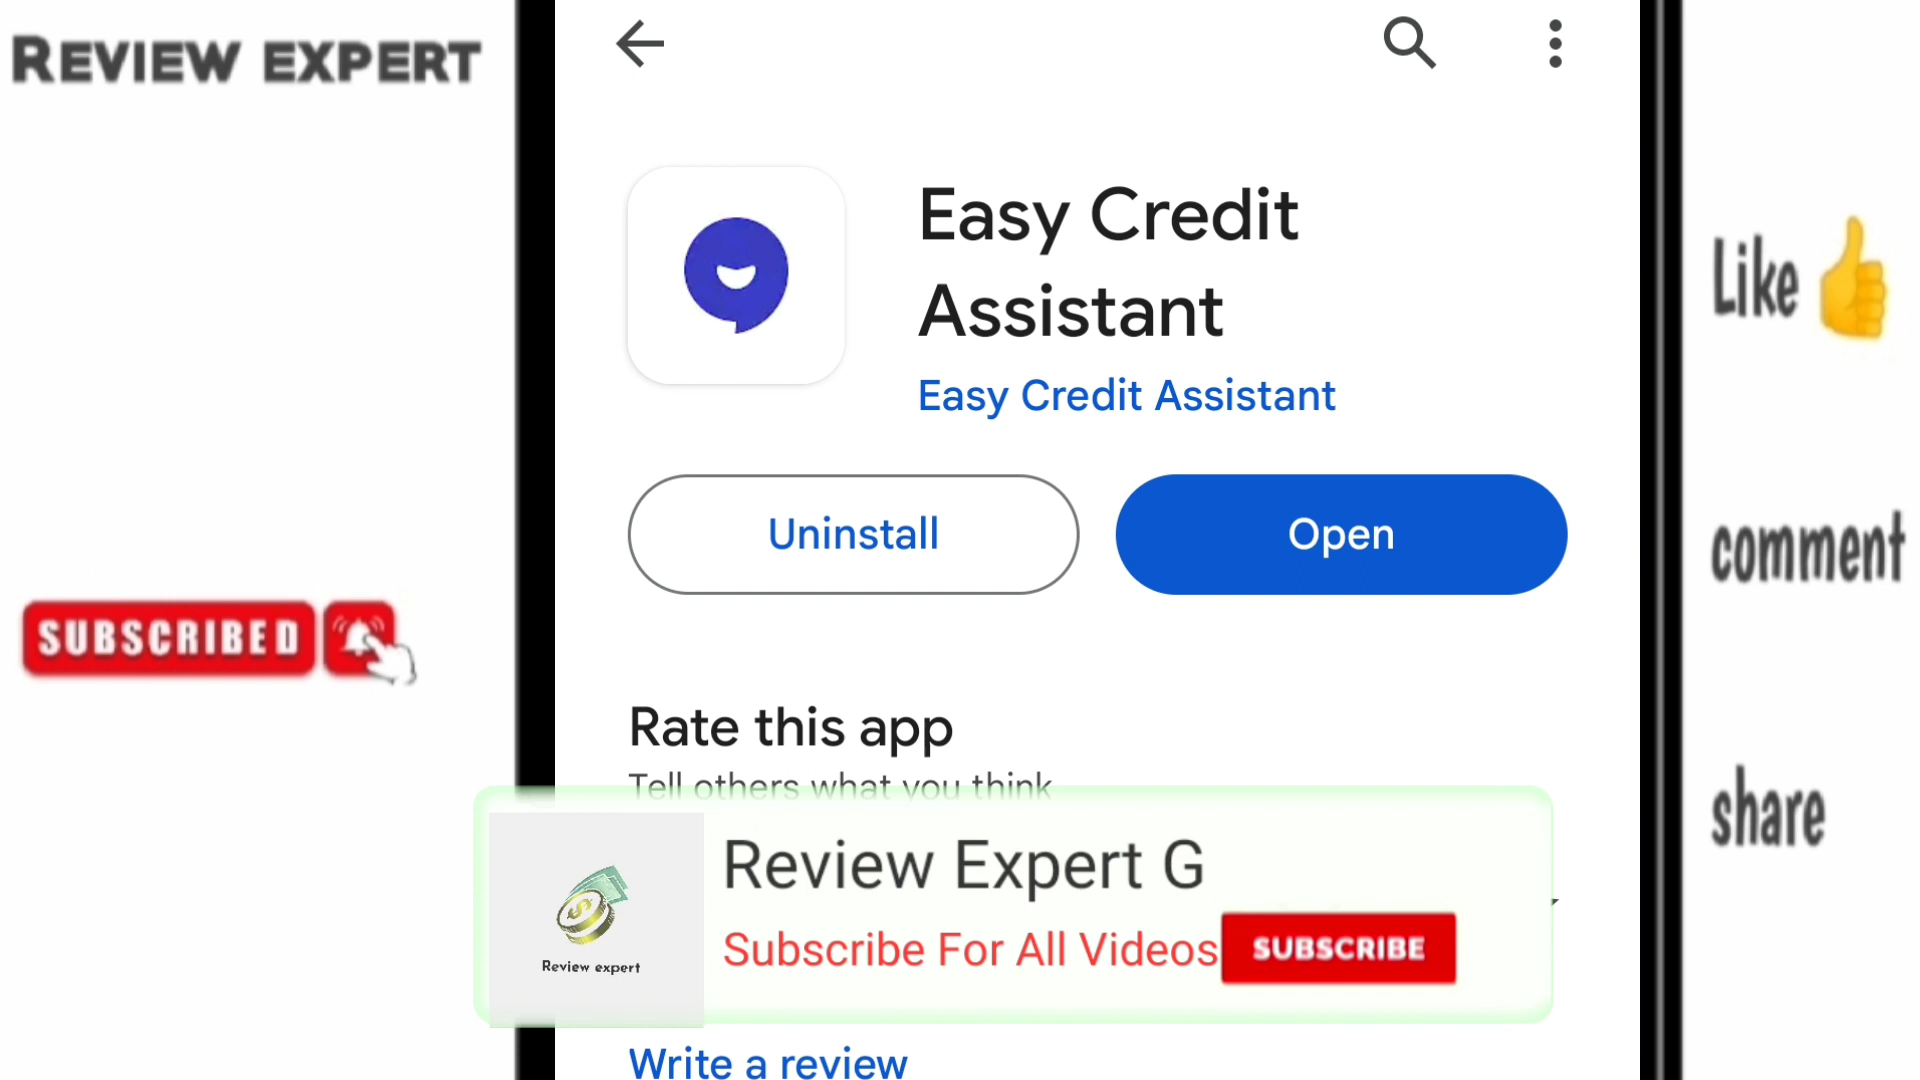 REVIEW EXPERT
Easy Credit
Assistant
Easy Credit Assistant
Uninstall
Open
Like
comment
share
SUBSCRIBED
Rate this app
Tell others what you think
Review Expert G
Subscribe For All Videos
SUBSCRIBE
Review expert
Write a review